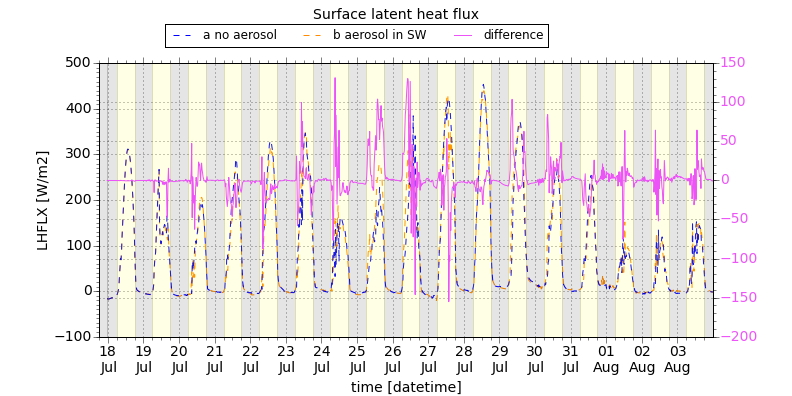 Surface latent heat flux
a no aerosol b aerosol in SW difference
500 150
400 100
300 50
200 0
100 −50
0 −100
−100 −150
−200
LHFLX [W/m2]
18 19 20 21 22 23 24 25 26 27 28 29 30 31 01 02 03
Jul Jul Jul Jul Jul Jul Jul Jul Jul Jul Jul Jul Jul Jul Aug Aug Aug
time [datetime]